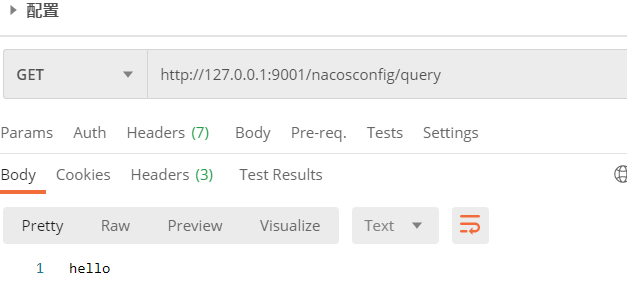 配置
GET http://127.0.0.1:9001/nacosconfig/query
Params Auth Headers (7) Body Pre-req. Tests Settings
Body Cookies Headers (3) Test Results
Pretty Raw Preview Visualize Text
1 hello